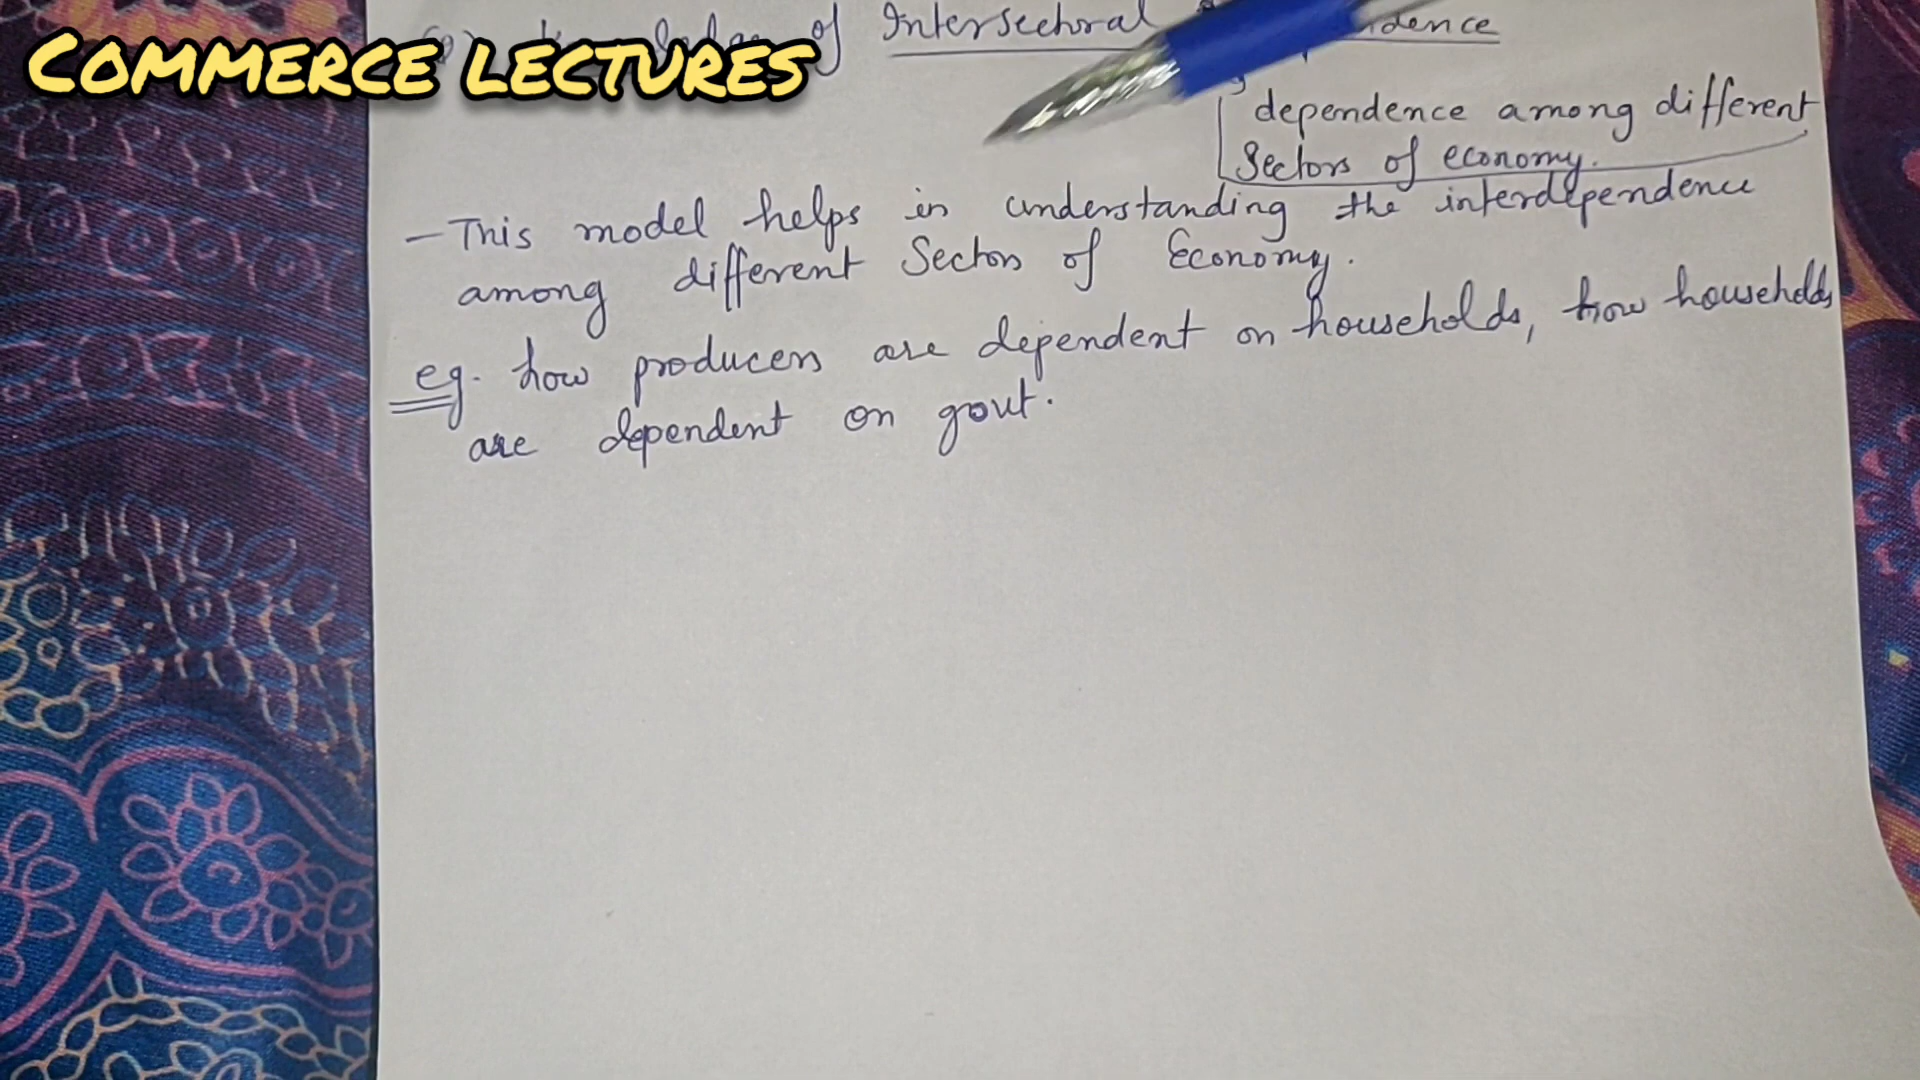 COMMERCE LECTURES
of Intersectoral
dependence among different
Sectors of economy.
– This model helps in understanding the interdependence
among different Sectors of Economy.
eg. how producers are dependent on households, how households
are dependent on govt.